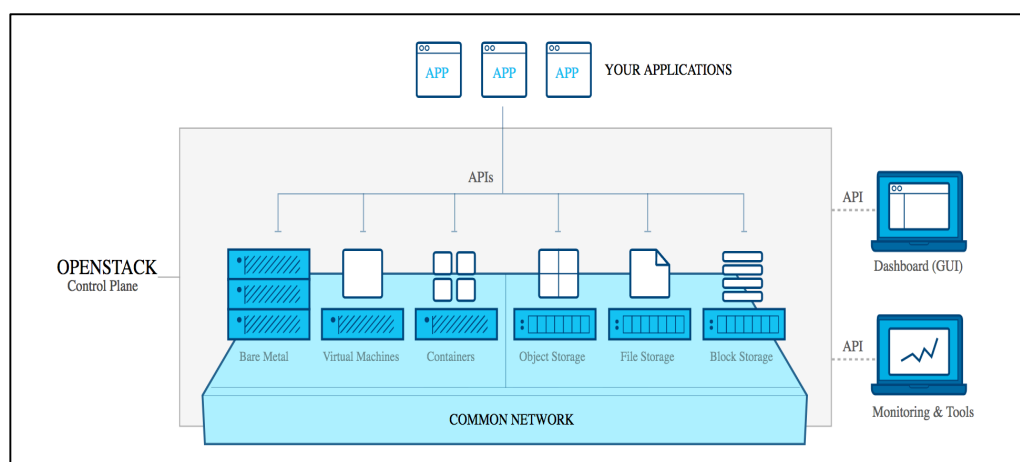 APP APP APP YOUR APPLICATIONS
APIs
API
OPENSTACK
Control Plane
Dashboard (GUI)
API
Bare Metal Virtual Machines Containers Object Storage File Storage Block Storage
Monitoring & Tools
COMMON NETWORK